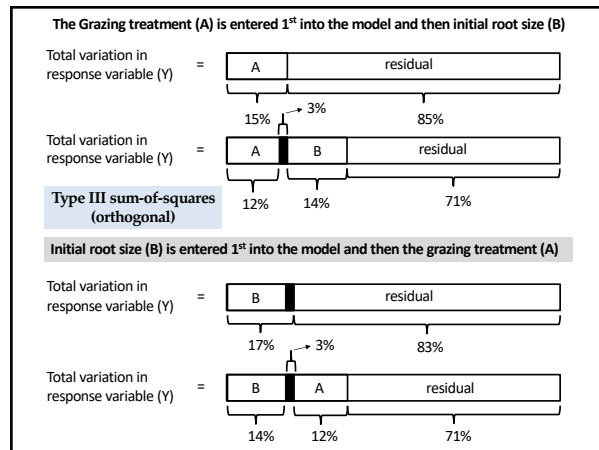 The Grazing treatment (A) is entered 1st into the model and then initial root size (B)
Total variation in
response variable (Y)
=
A
residual
15%
3%
85%
Total variation in
response variable (Y)
=
A
B
residual
12%
14%
71%
Type III sum-of-squares
(orthogonal)
Initial root size (B) is entered 1st into the model and then the grazing treatment (A)
Total variation in
response variable (Y)
=
B
residual
17%
3%
83%
Total variation in
response variable (Y)
=
B
A
residual
14%
12%
71%